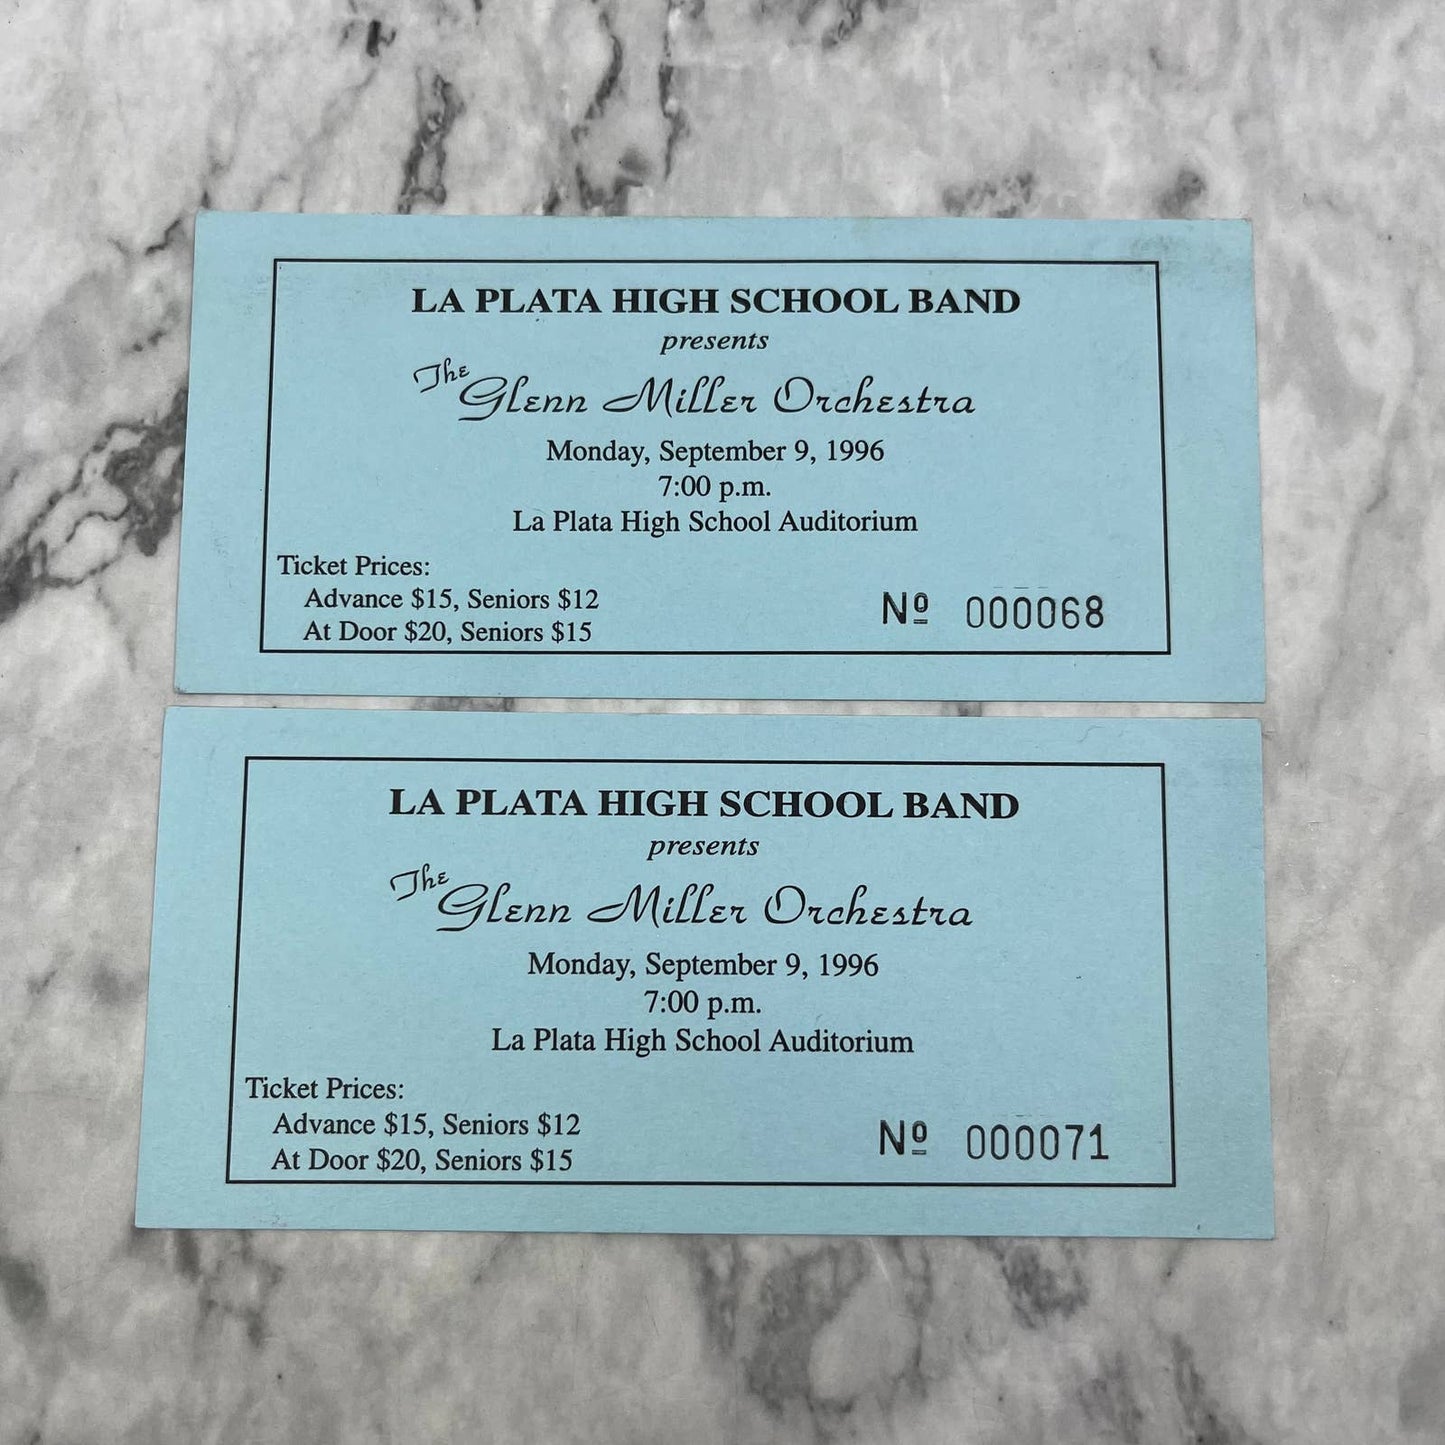 LA PLATA HIGH SCHOOL BAND
presents
The Glenn Miller Orchestra
Monday, September 9, 1996
7:00 p.m.
La Plata High School Auditorium
Ticket Prices:
Advance $15, Seniors $12
At Door $20, Seniors $15
Nº 000068
LA PLATA HIGH SCHOOL BAND
presents
The Glenn Miller Orchestra
Monday, September 9, 1996
7:00 p.m.
La Plata High School Auditorium
Ticket Prices:
Advance $15, Seniors $12
At Door $20, Seniors $15
Nº 000071